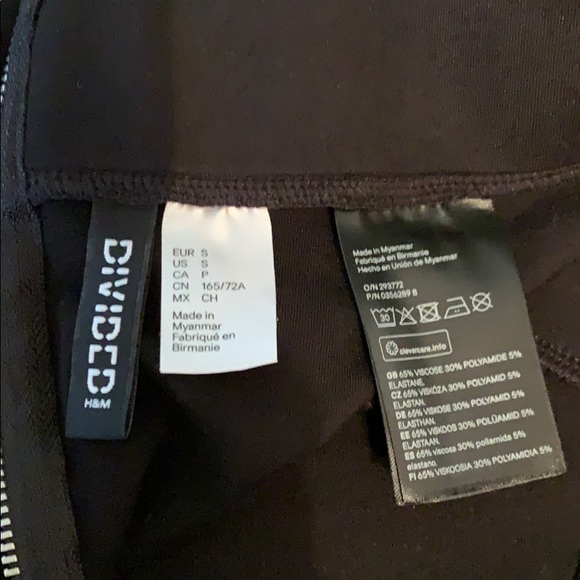 DIVIDED
H&M
EUR S
US S
CA P
CN 165/72A
MX CH
Made in
Myanmar
Fabriqué en
Birmanie
Made in Myanmar
Fabriqué en Birmanie
Hecho en Unión de Myanmar
O/N 293772
P/N 0356289 B
30
clevercare.info
GB 65% VISCOSE 30% POLYAMIDE 5%
ELASTANE.
CZ 65% VISKÓZA 30% POLYAMID 5%
ELASTAN.
DE 65% VISKOSE 30% POLYAMID 5%
ELASTHAN.
EE 65% VISKOOS 30% POLÜAMIID 5%
ELASTAAN.
ES 65% viscosa 30% poliamida 5%
elastano.
FI 65% VISKOOSIA 30% POLYAMIDIA 5%